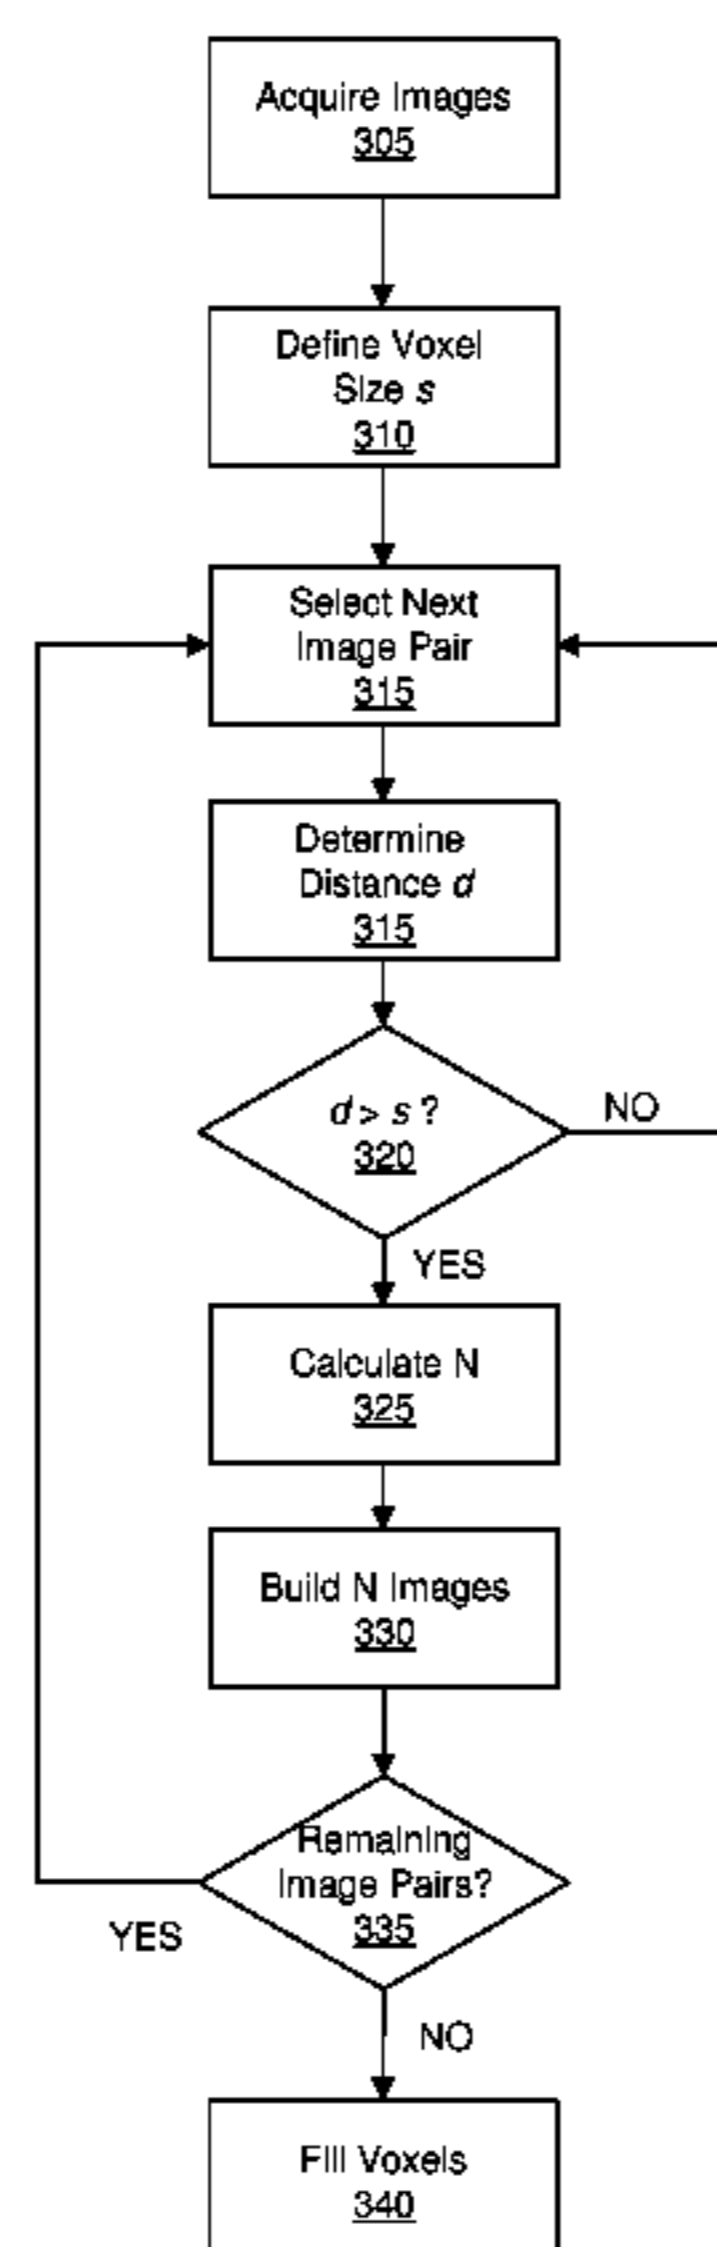 Acquire Images
305
Define Voxel
Size s
310
Select Next
Image Pair
315
Determine
Distance d
315
d > s ?
320
NO
YES
Calculate N
325
Build N Images
330
Remaining
Image Pairs?
335
YES
NO
Fill Voxels
340